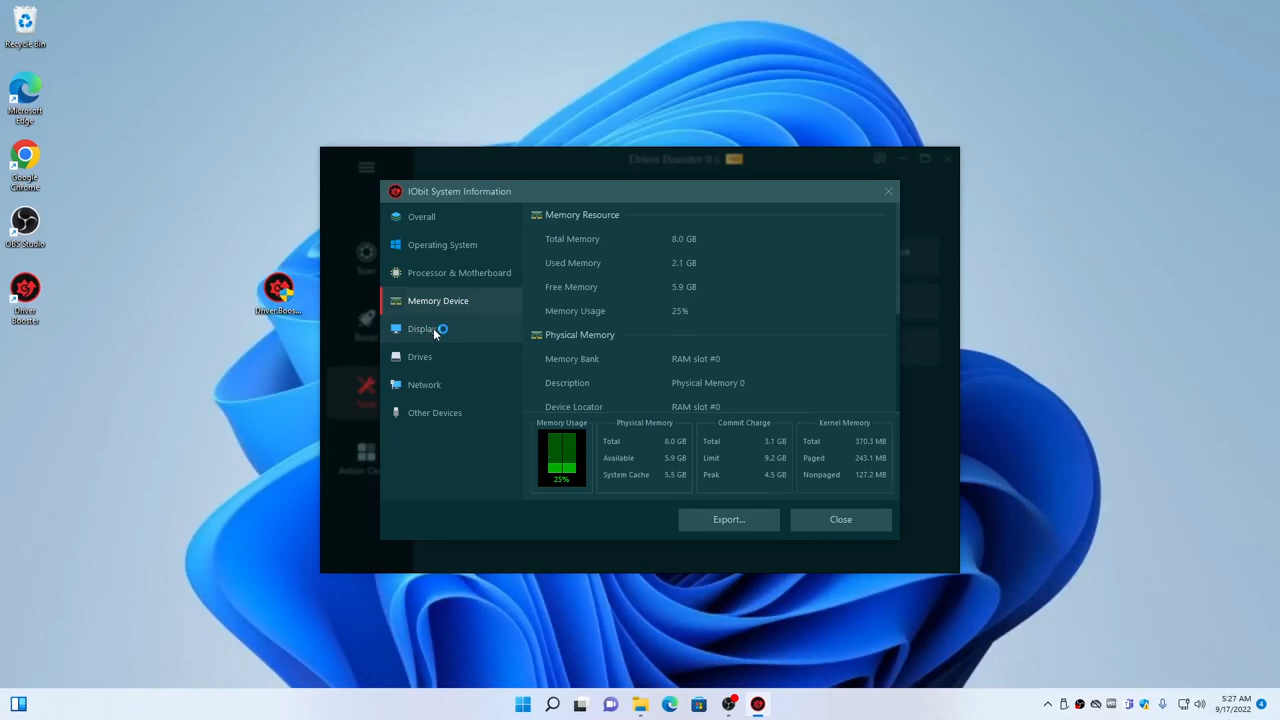 Recycle Bin
Microsoft
Edge
Google
Chrome
OBS Studio
Driver
Booster
Driver.Boos...
Driver Booster 9.5
Scan
IObit System Information
Overall
Operating System
Processor & Motherboard
Memory Device
Display
Drives
Network
Other Devices
Memory Resource
Total Memory 8.0 GB
Used Memory 2.1 GB
Free Memory 5.9 GB
Memory Usage 25%
Physical Memory
Memory Bank RAM slot #0
Description Physical Memory 0
Device Locator RAM slot #0
Memory Usage
25%
Physical Memory
Total 8.0 GB
Available 5.9 GB
System Cache 5.5 GB
Commit Charge
Total 3.1 GB
Limit 9.2 GB
Peak 4.5 GB
Kernel Memory
Total 370.3 MB
Paged 243.1 MB
Nonpaged 127.2 MB
Export...
Close
5:27 AM
9/17/2022